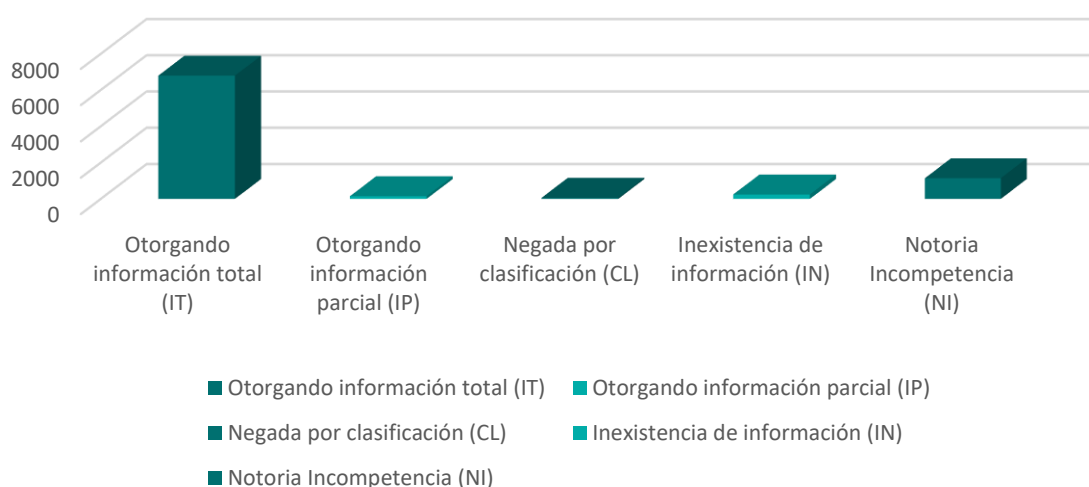 8000
6000
4000
2000
0
Otorgando
información total
(IT)
Otorgando
información
parcial (IP)
Negada por
clasificación (CL)
Inexistencia de
información (IN)
Notoria
Incompetencia
(NI)
Otorgando información total (IT)
Otorgando información parcial (IP)
Negada por clasificación (CL)
Inexistencia de información (IN)
Notoria Incompetencia (NI)